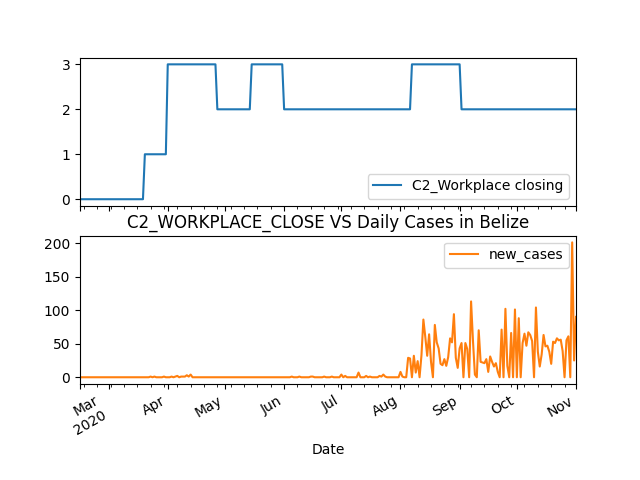 3
2
1
0
C2_Workplace closing
C2_WORKPLACE_CLOSE VS Daily Cases in Belize
200
150
100
50
0
new_cases
Mar
2020
Apr
May
Jun
Jul
Aug
Sep
Oct
Nov
Date